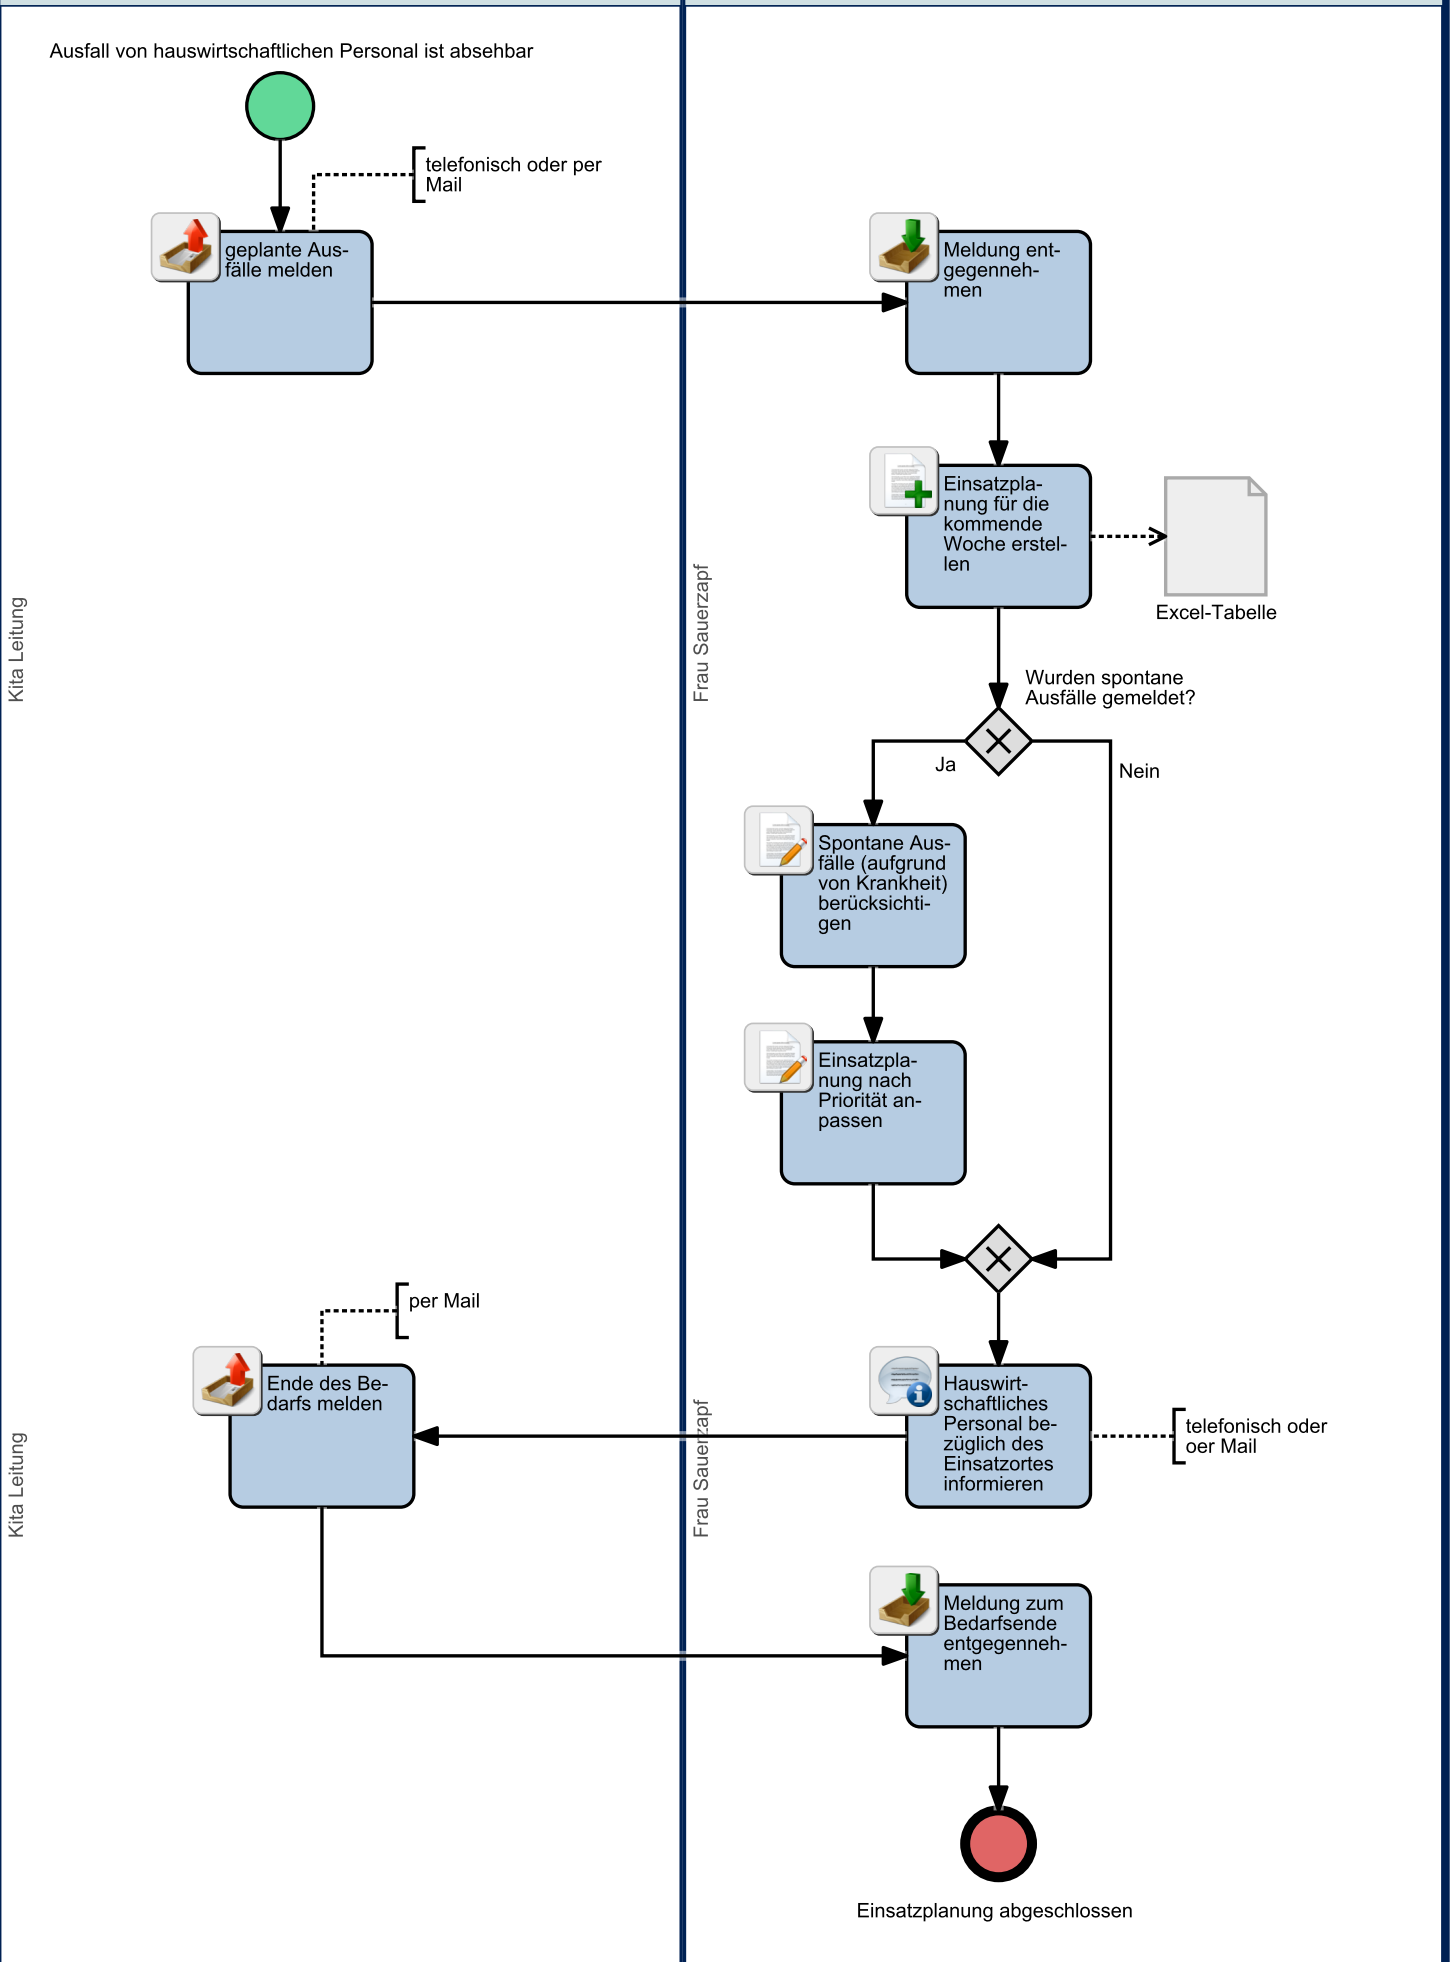 Ausfall von hauswirtschaftlichen Personal ist absehbar
telefonisch oder per
Mail
geplante Aus-
fälle melden
Meldung ent-
gegenneh-
men
Einsatzpla-
nung für die
kommende
Woche erstel-
len
Excel-Tabelle
Kita Leitung
Frau Sauerzapf
Wurden spontane
Ausfälle gemeldet?
Ja
Nein
Spontane Aus-
fälle (aufgrund
von Krankheit)
berücksichti-
gen
Einsatzpla-
nung nach
Priorität an-
passen
per Mail
Ende des Be-
darfs melden
Hauswirt-
schaftliches
Personal be-
züglich des
Einsatzortes
informieren
telefonisch oder
oer Mail
Kita Leitung
Frau Sauerzapf
Meldung zum
Bedarfsende
entgegenneh-
men
Einsatzplanung abgeschlossen